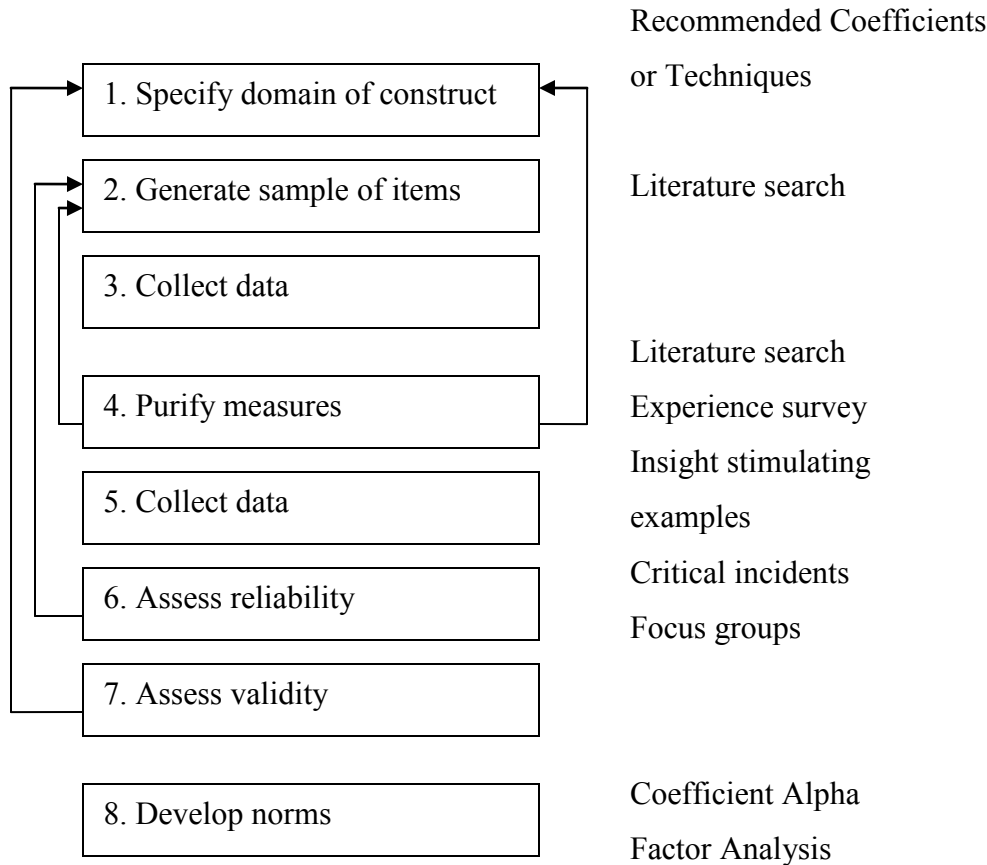 Recommended Coefficients
or Techniques
1. Specify domain of construct
2. Generate sample of items
Literature search
3. Collect data
Literature search
4. Purify measures
Experience survey
Insight stimulating
5. Collect data
examples
Critical incidents
6. Assess reliability
Focus groups
7. Assess validity
Coefficient Alpha
8. Develop norms
Factor Analysis